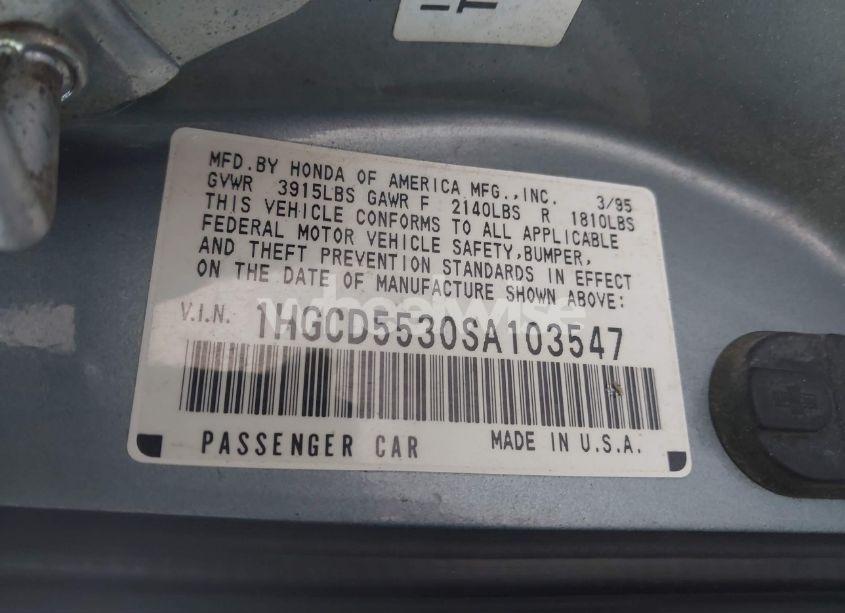 MFD. BY HONDA OF AMERICA MFG., INC. 3/95
GVWR 3915LBS GAWR F 2140LBS R 1810LBS
THIS VEHICLE CONFORMS TO ALL APPLICABLE
FEDERAL MOTOR VEHICLE SAFETY, BUMPER,
AND THEFT PREVENTION STANDARDS IN EFFECT
ON THE DATE OF MANUFACTURE SHOWN ABOVE:
V.I.N. 1HGCD5530SA103547
wheelwise
PASSENGER CAR MADE IN U.S.A.